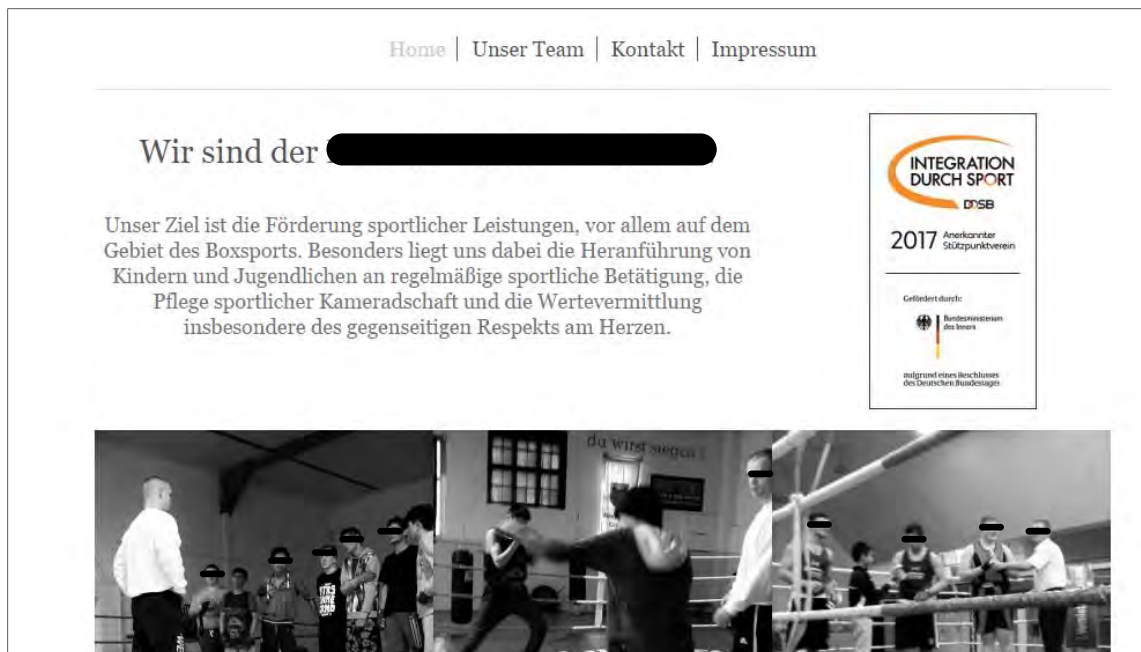 Home | Unser Team | Kontakt | Impressum
Wir sind der
Unser Ziel ist die Förderung sportlicher Leistungen, vor allem auf dem
Gebiet des Boxsports. Besonders liegt uns dabei die Heranführung von
Kindern und Jugendlichen an regelmäßige sportliche Betätigung, die
Pflege sportlicher Kameradschaft und die Wertevermittlung
insbesondere des gegenseitigen Respekts am Herzen.
INTEGRATION
DURCH SPORT
DOSB
2017 Anerkannter
Stützpunktverein
Gefördert durch:
Bundesministerium
des Innern
aufgrund eines Beschlusses
des Deutschen Bundestages
du wirst siegen !